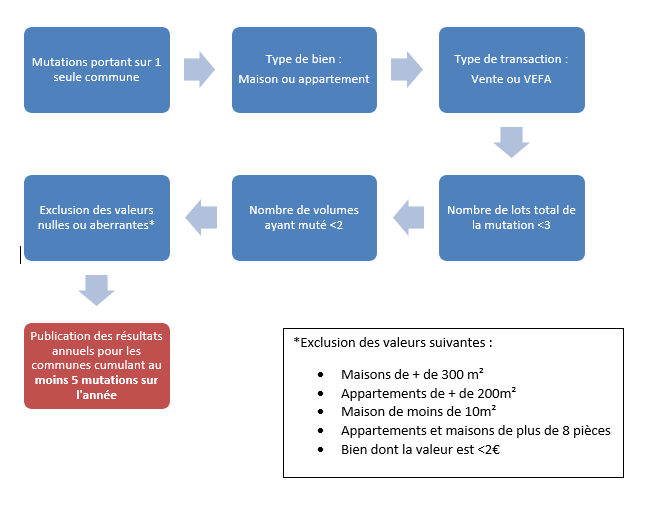 Mutations portant sur 1
seule commune
Type de bien :
Maison ou appartement
Type de transaction :
Vente ou VEFA
Nombre de lots total de
la mutation <3
Nombre de volumes
ayant muté <2
Exclusion des valeurs
nulles ou aberrantes*
Publication des résultats
annuels pour les
communes cumulant au
moins 5 mutations sur
l'année
*Exclusion des valeurs suivantes :
• Maisons de + de 300 m²
• Appartements de + de 200m²
• Maison de moins de 10m²
• Appartements et maisons de plus de 8 pièces
• Bien dont la valeur est <2€